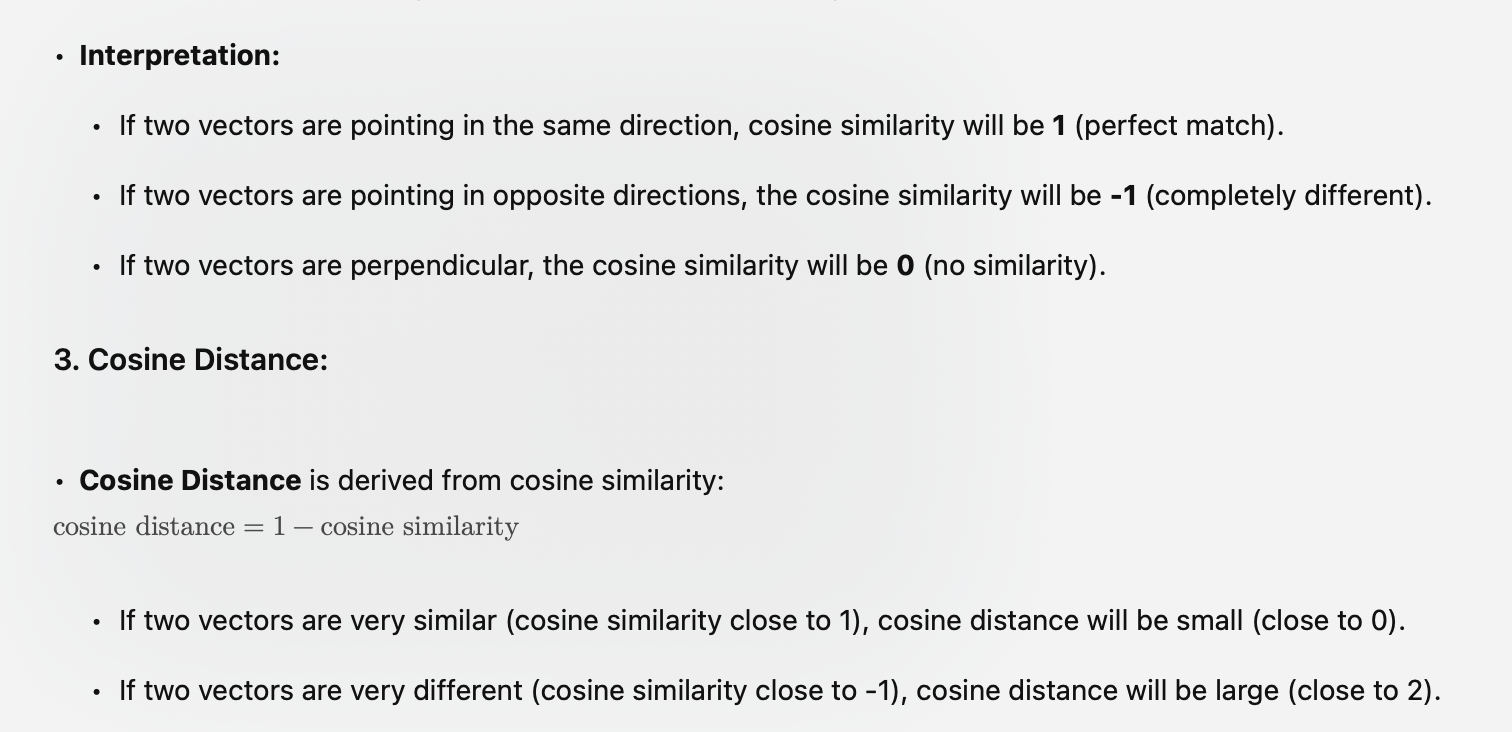 • Interpretation:
• If two vectors are pointing in the same direction, cosine similarity will be 1 (perfect match).
• If two vectors are pointing in opposite directions, the cosine similarity will be -1 (completely different).
• If two vectors are perpendicular, the cosine similarity will be 0 (no similarity).
3. Cosine Distance:
• Cosine Distance is derived from cosine similarity:
cosine distance = 1 − cosine similarity
• If two vectors are very similar (cosine similarity close to 1), cosine distance will be small (close to 0).
• If two vectors are very different (cosine similarity close to -1), cosine distance will be large (close to 2).